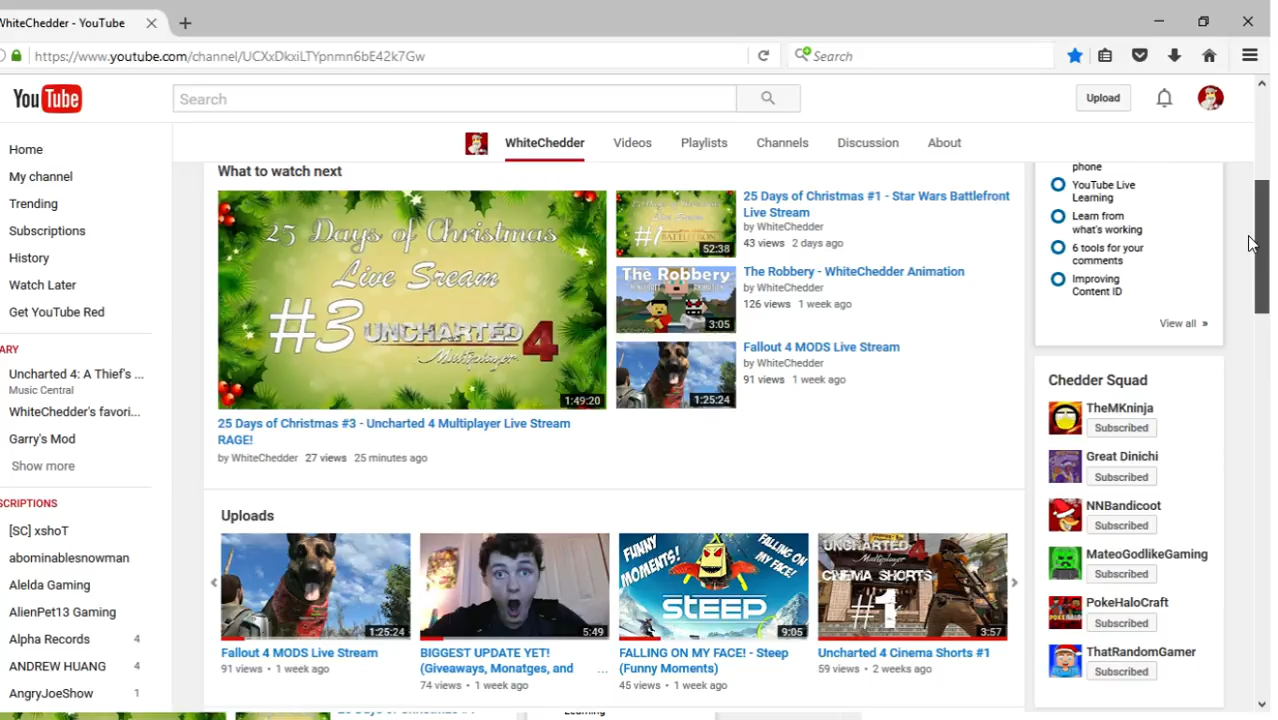 WhiteChedder - YouTube
https://www.youtube.com/channel/UCXxDkxiLTYpnmn6bE42k7Gw
Search
YouTube
Search
Upload
WhiteChedder
Videos
Playlists
Channels
Discussion
About
Home
My channel
Trending
Subscriptions
History
Watch Later
Get YouTube Red
ARY
Uncharted 4: A Thief's ...
Music Central
WhiteChedder's favori...
Garry's Mod
Show more
SCRIPTIONS
[SC] xshoT
abominablesnowman
Alelda Gaming
AlienPet13 Gaming
Alpha Records 4
ANDREW HUANG 4
AngryJoeShow 1
What to watch next
25 Days of Christmas
Live Sream
#3 UNCHARTED 4
Multiplayer
1:49:20
25 Days of Christmas #3 - Uncharted 4 Multiplayer Live Stream
RAGE!
by WhiteChedder 27 views 25 minutes ago
#1 BATTLEFRONT
52:38
25 Days of Christmas #1 - Star Wars Battlefront
Live Stream
by WhiteChedder
43 views 2 days ago
The Robbery
3:05
The Robbery - WhiteChedder Animation
by WhiteChedder
126 views 1 week ago
1:25:24
Fallout 4 MODS Live Stream
by WhiteChedder
91 views 1 week ago
Uploads
1:25:24
Fallout 4 MODS Live Stream
91 views • 1 week ago
5:49
BIGGEST UPDATE YET!
(Giveaways, Monatges, and ...
74 views • 1 week ago
FUNNY
MOMENTS!
FALLING ON
MY FACE!
STEEP
9:05
FALLING ON MY FACE! - Steep
(Funny Moments)
45 views • 1 week ago
UNCHARTED 4
Multiplayer
CINEMA SHORTS
#1
3:57
Uncharted 4 Cinema Shorts #1
59 views • 2 weeks ago
phone
YouTube Live
Learning
Learn from
what's working
6 tools for your
comments
Improving
Content ID
View all »
Chedder Squad
TheMKninja
Subscribed
Great Dinichi
Subscribed
NNBandicoot
Subscribed
MateoGodlikeGaming
Subscribed
PokeHaloCraft
Subscribed
ThatRandomGamer
Subscribed
Learning